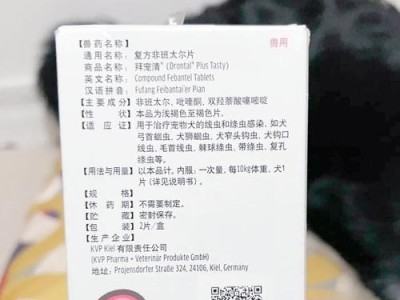 【兽药名称】 兽用
通用名称：复方非班太尔片
商品名称：拜宠清®(Drontal® Plus Tasty)
英文名称：Compound Febantel Tablets
汉语拼音：Fufang Feibantai'er Pian
【主要成分】非班太尔、吡喹酮、双羟萘酸噻嘧啶
【性 状】本品为浅褐色至褐色片。
【适 应 证】用于治疗宠物犬的线虫和绦虫感染。如犬
弓首蛔虫、犬狮蛔虫、犬窄头钩虫、犬钩口
线虫、毛首线虫、棘球绦虫、带绦虫、复孔
绦虫等。
【用法与用量】以本品计。内服：一次量，每10kg体重，犬1
片（详见说明书）。
【规 格】
【休 药 期】不需要制定。
【贮 藏】密封保存。
【包 装】2片/盒
【生产企业】
KVP Kiel 有限责任公司
(KVP Pharma + Veterinär Produkte GmbH)
地址：Projensdorfer Straße 324, 24106, Kiel, Germany